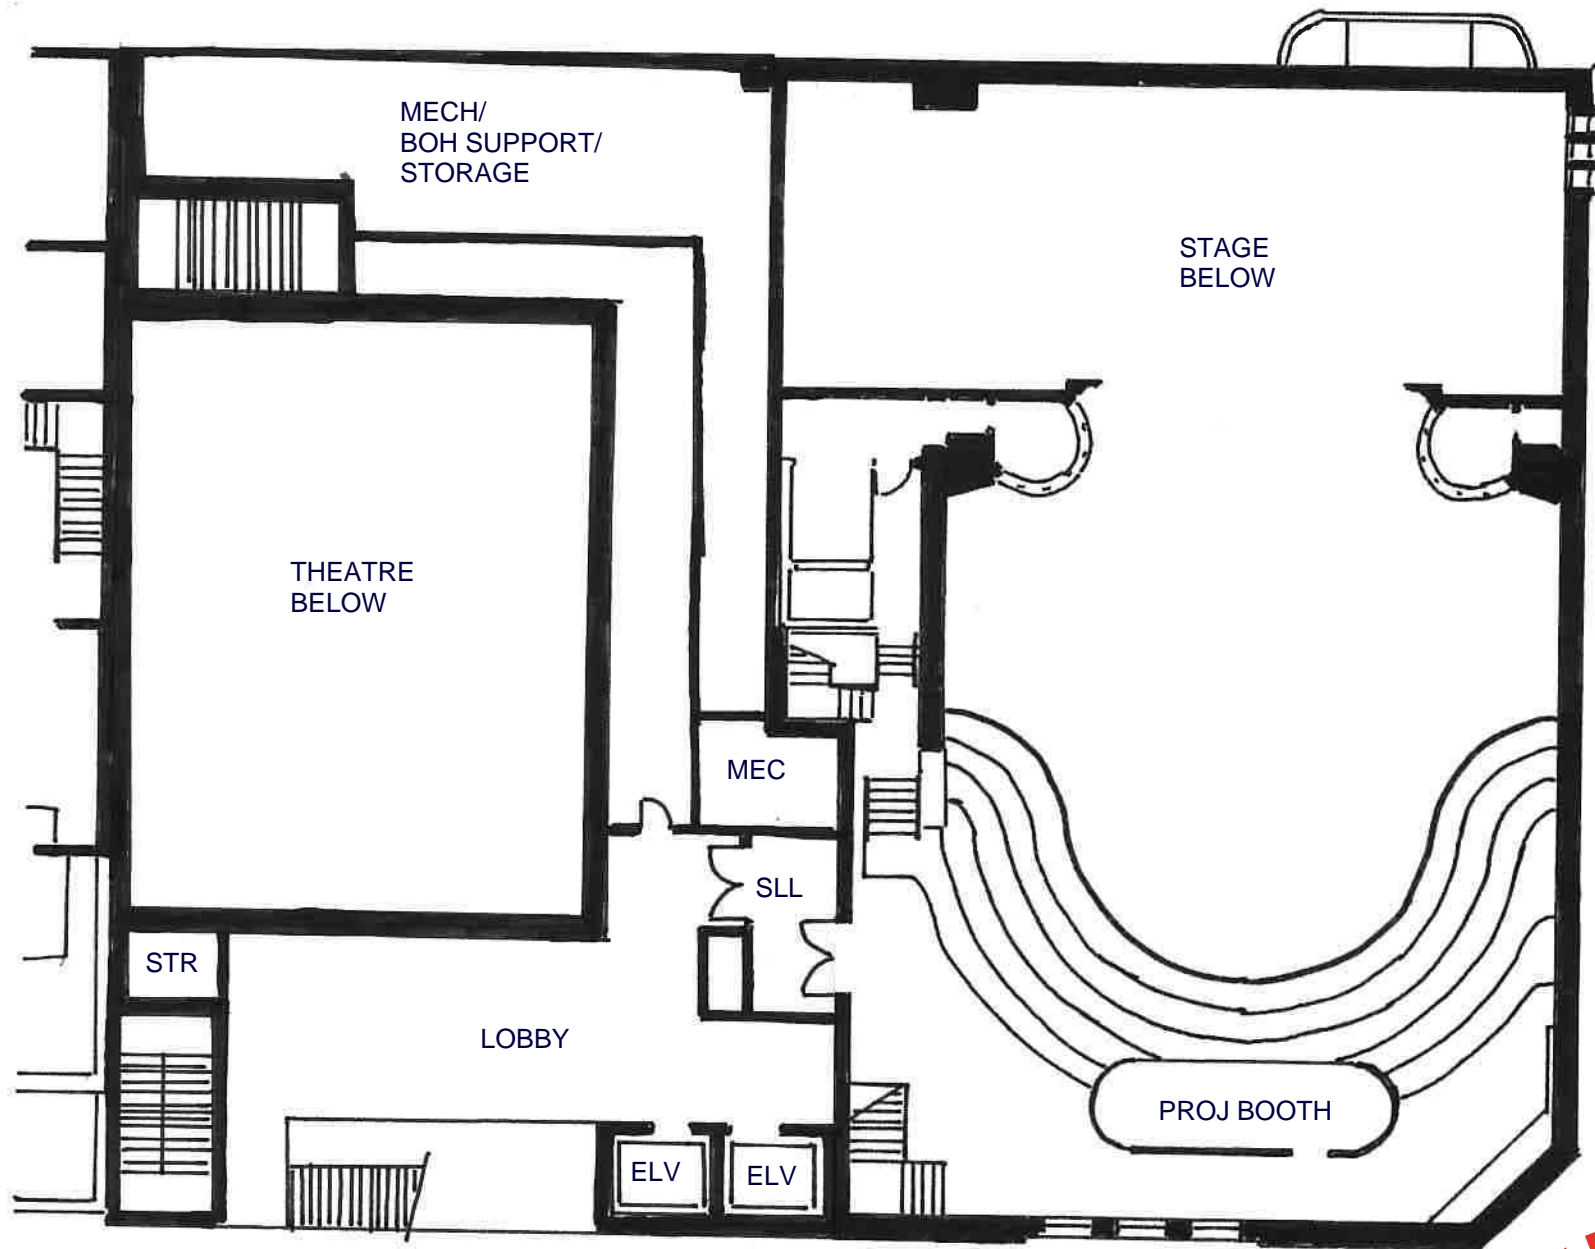 MECH/
BOH SUPPORT/
STORAGE
STAGE
BELOW
THEATRE
BELOW
MEC
SLL
STR
LOBBY
PROJ BOOTH
ELV
ELV